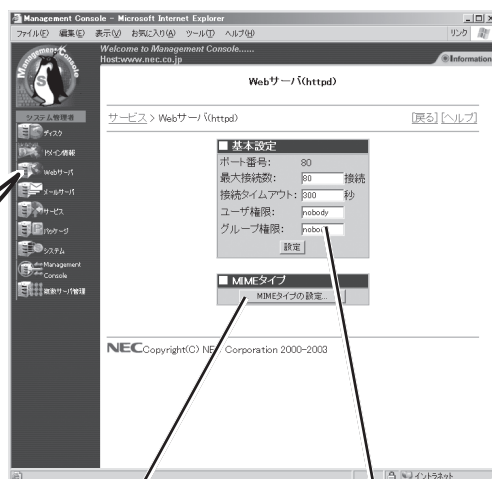 Management Console - Microsoft Internet Explorer
ファイル(F) 編集(E) 表示(V) お気に入り(A) ツール(T) ヘルプ(H) リンク
Welcome to Management Console......
Host:www.nec.co.jp
Information
Management Console
システム管理者
ディスク
ドメイン情報
Webサーバ
メールサーバ
サービス
パッケージ
システム
Management Console
複数サーバ管理
Webサーバ(httpd)
サービス > Webサーバ(httpd) [戻る] [ヘルプ]
■ 基本設定
ポート番号: 80
最大接続数: 80 接続
接続タイムアウト: 300 秒
ユーザ権限: nobody
グループ権限:
設定
■ MIMEタイプ
MIMEタイプの設定...
NEC Copyright(C) NEC Corporation 2000-2003
イントラネット